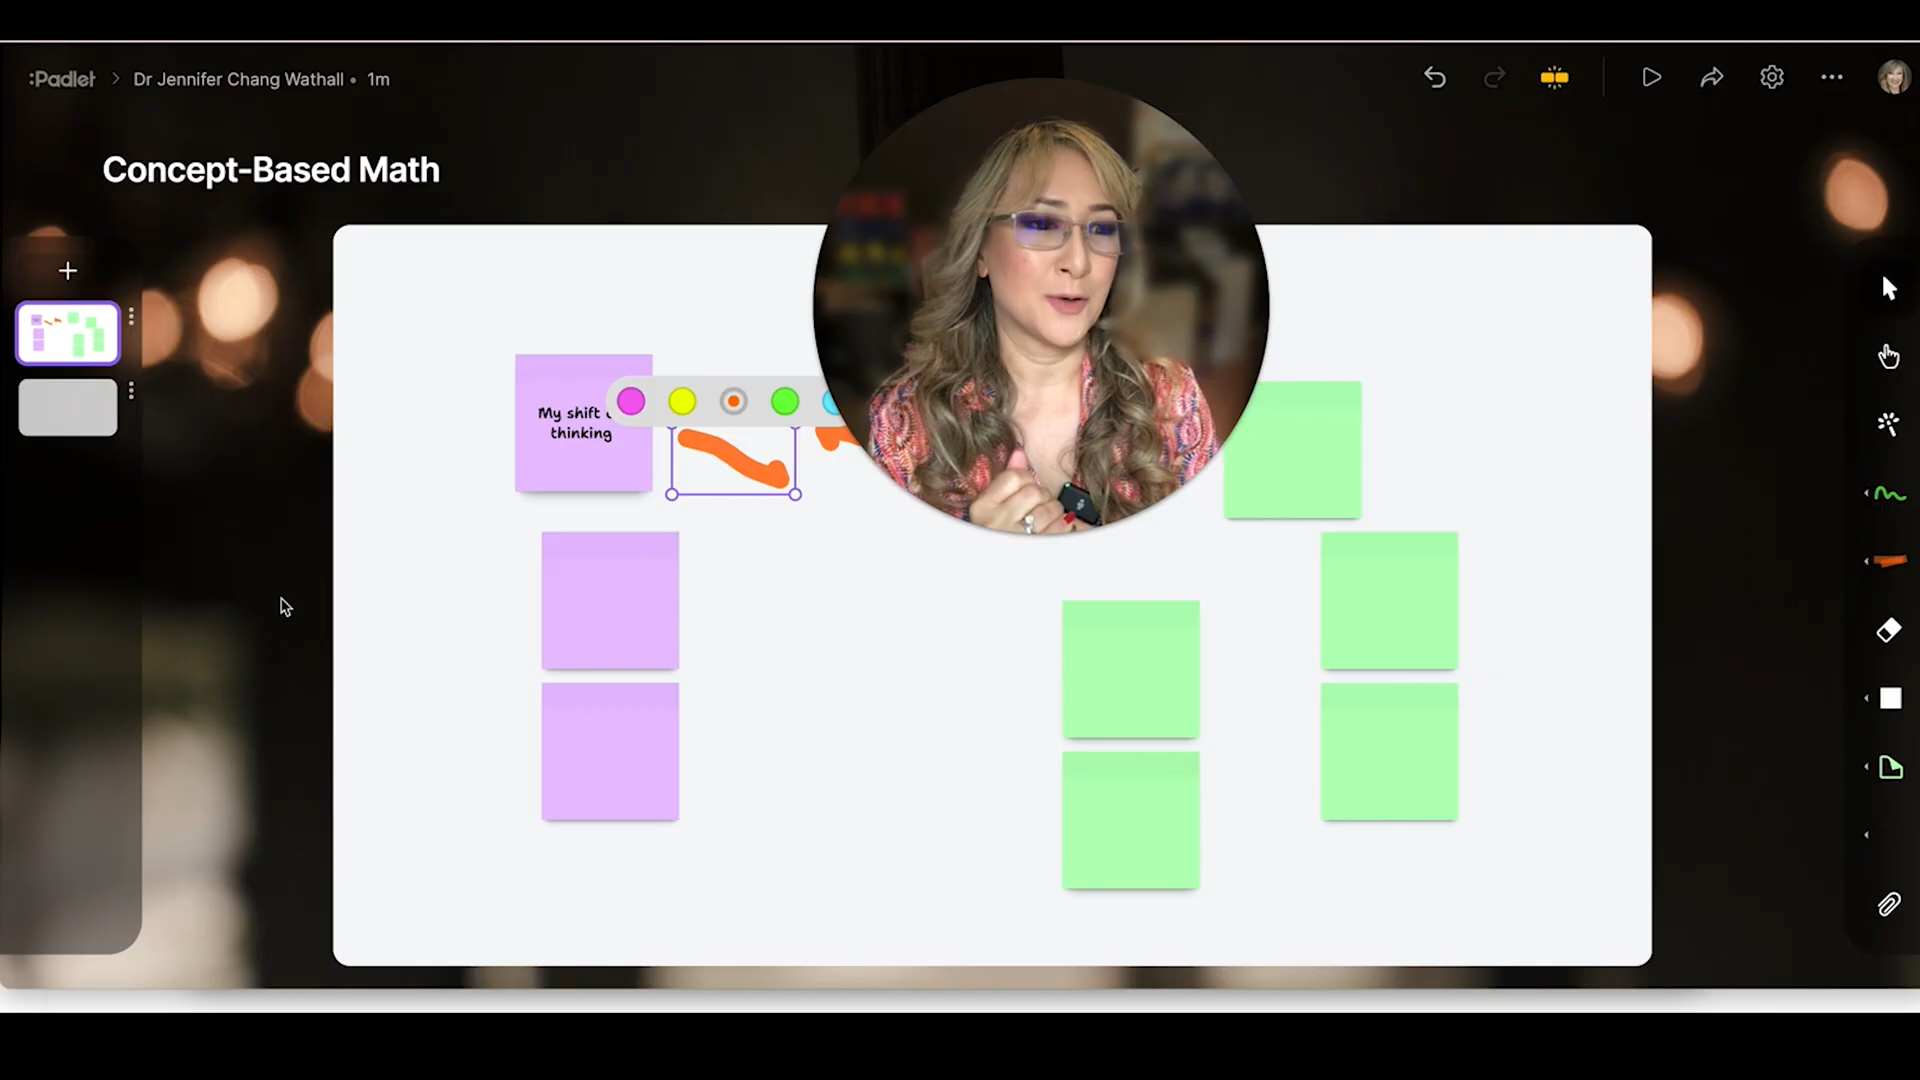 :Padlet > Dr Jennifer Chang Wathall • 1m
Concept-Based Math
My shift
thinking